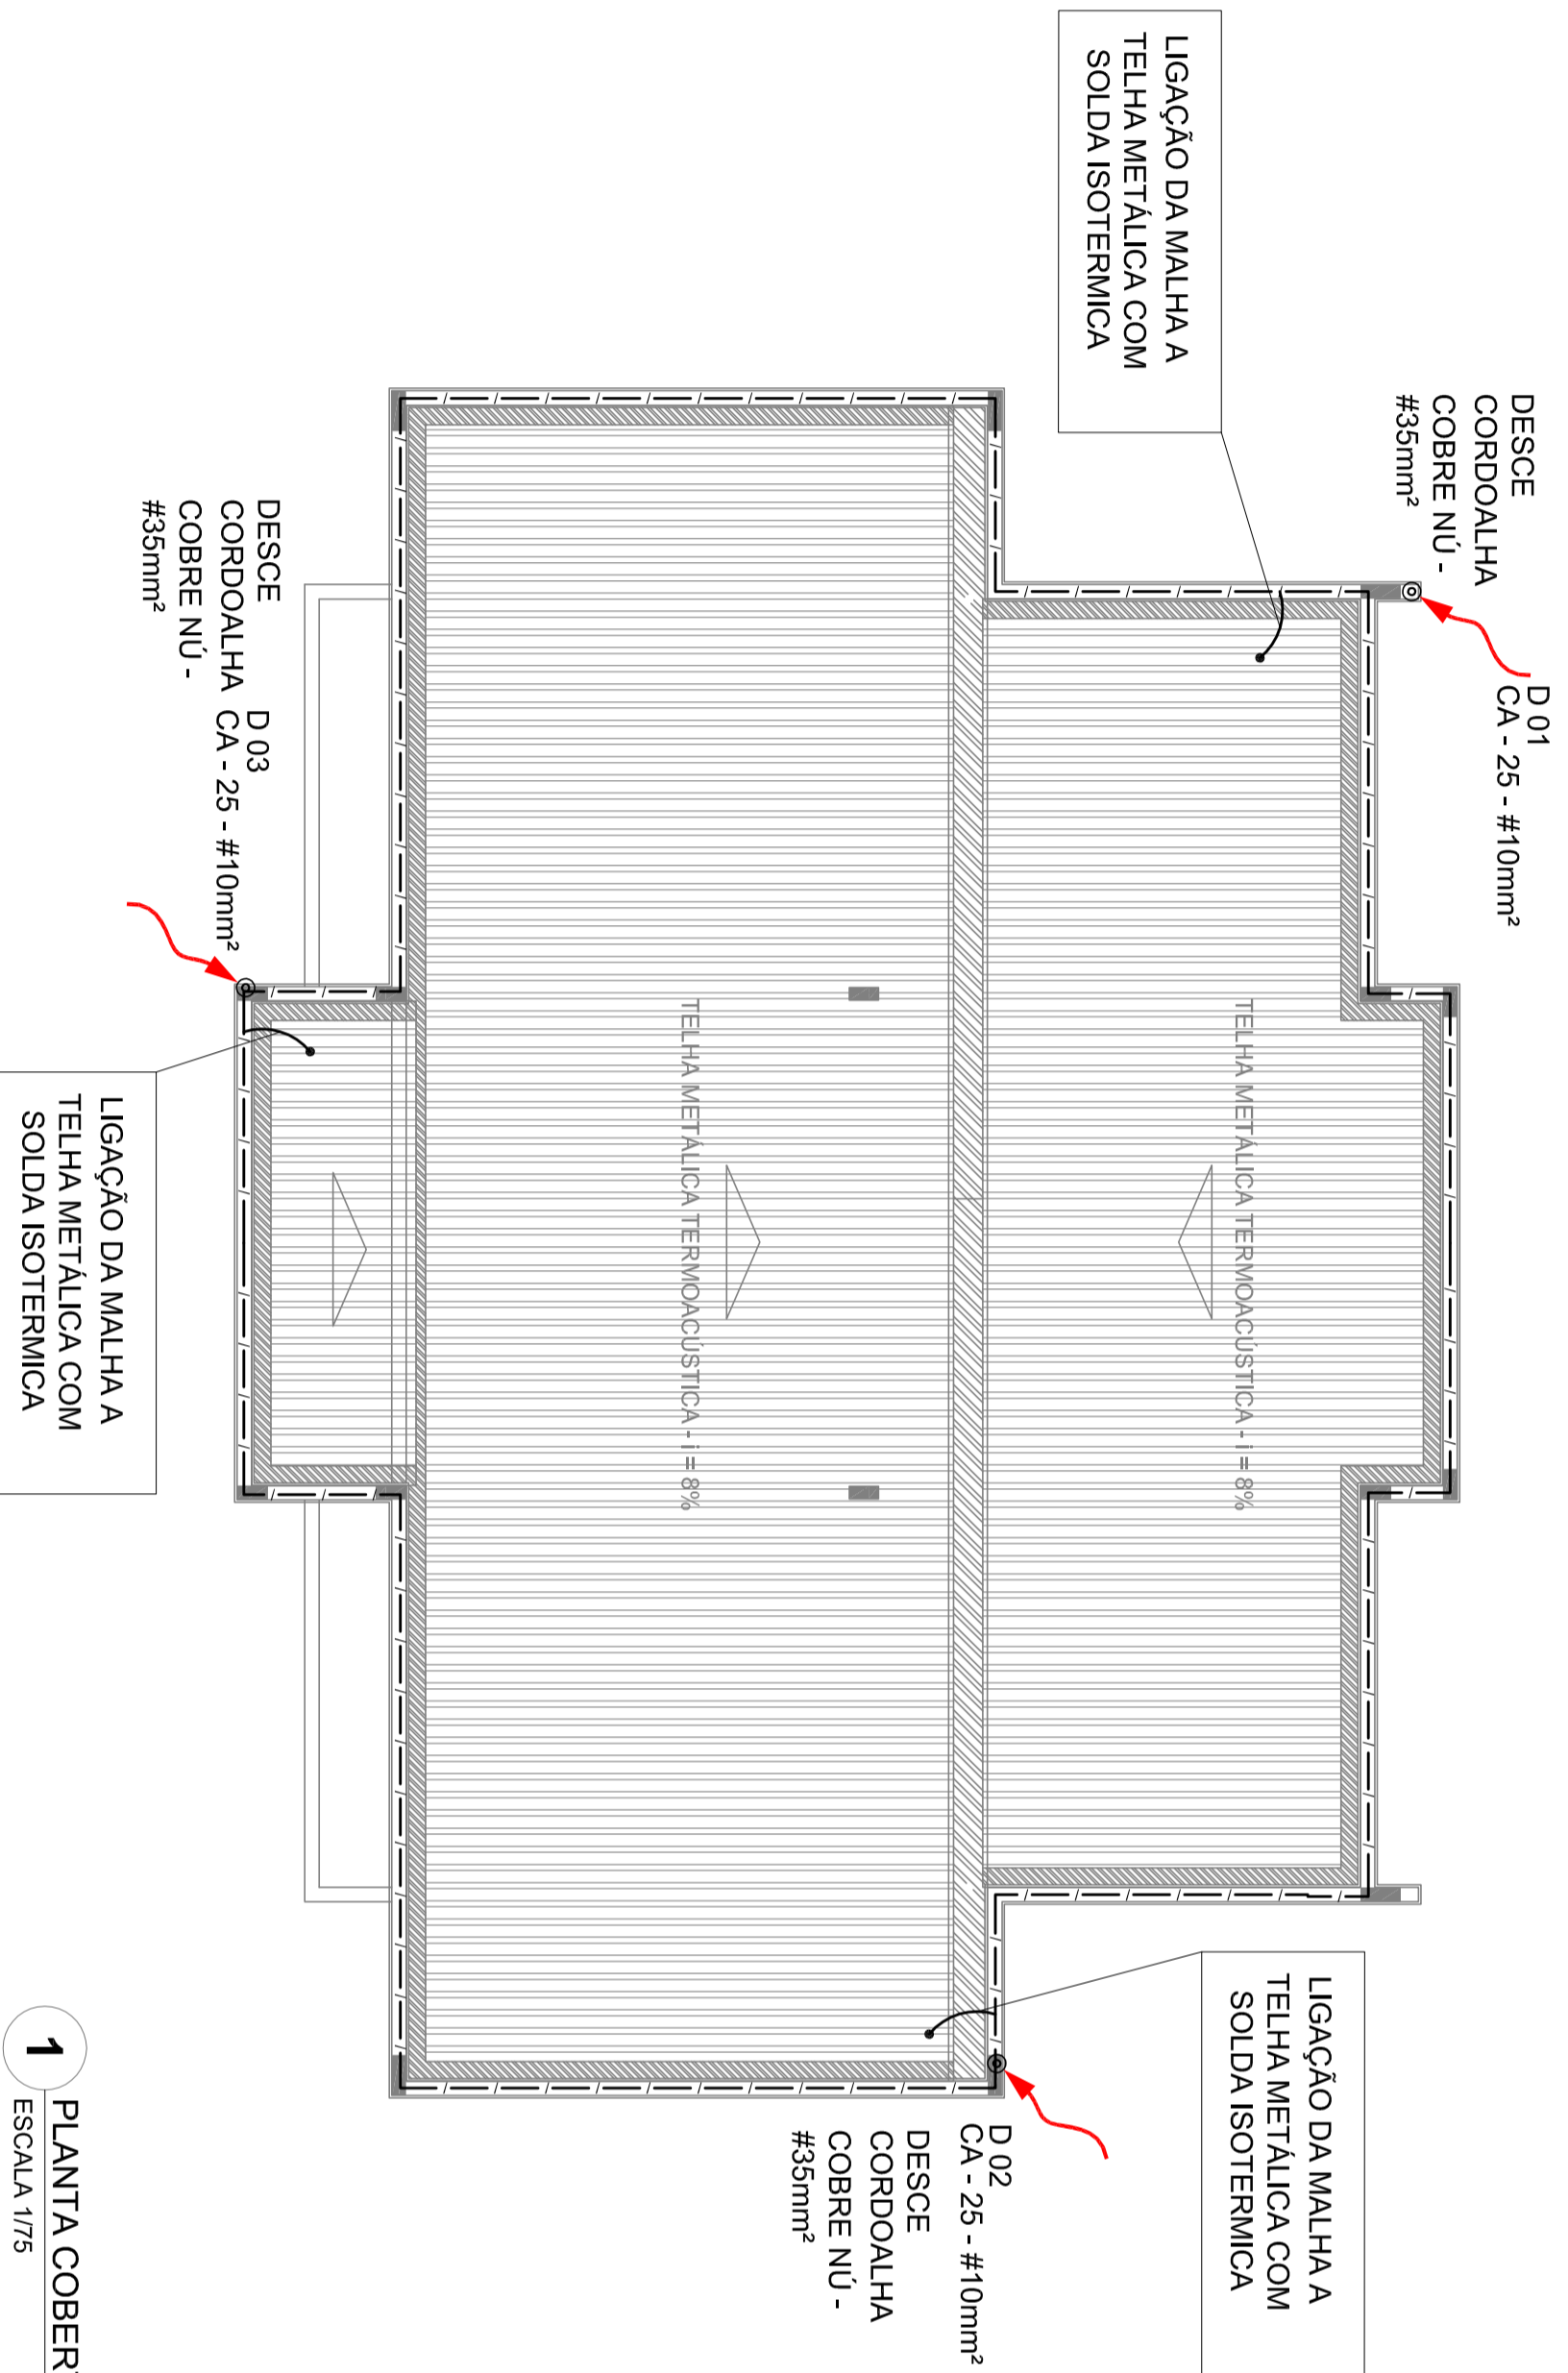 DESCE
CORDOALHA
COBRE NÚ -
#35mm²
D 01
CA - 25 - #10mm²
LIGAÇÃO DA MALHA A
TELHA METÁLICA COM
SOLDA ISOTERMICA
LIGAÇÃO DA MALHA A
TELHA METÁLICA COM
SOLDA ISOTERMICA
TELHA METÁLICA TERMOACÚSTICA - i = 8%
TELHA METÁLICA TERMOACÚSTICA - i = 8%
D 02
CA - 25 - #10mm²
DESCE
CORDOALHA
COBRE NÚ -
#35mm²
DESCE
CORDOALHA
COBRE NÚ -
#35mm²
D 03
CA - 25 - #10mm²
LIGAÇÃO DA MALHA A
TELHA METÁLICA COM
SOLDA ISOTERMICA
1
PLANTA
ESCALA 1/75